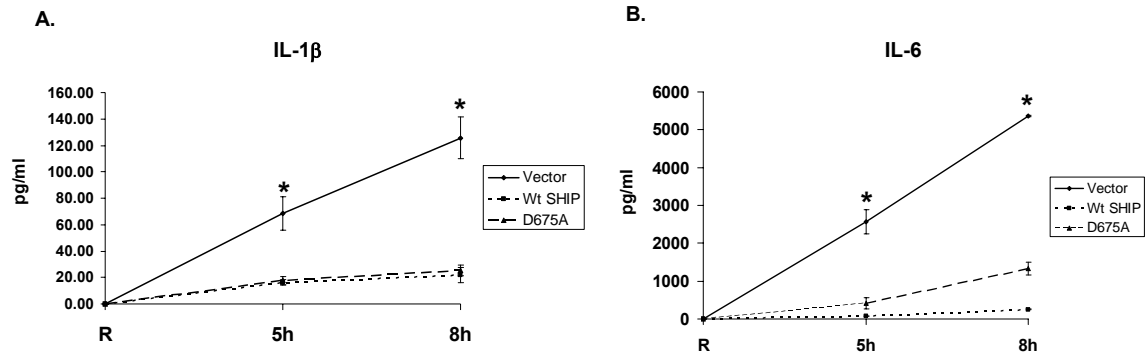 A.
IL-1β
160.00
140.00
120.00
100.00
80.00
60.00
40.00
20.00
0.00
pg/ml
R 5h 8h
* *
Vector
Wt SHIP
D675A
B.
IL-6
6000
5000
4000
3000
2000
1000
0
pg/ml
R 5h 8h
* *
Vector
Wt SHIP
D675A